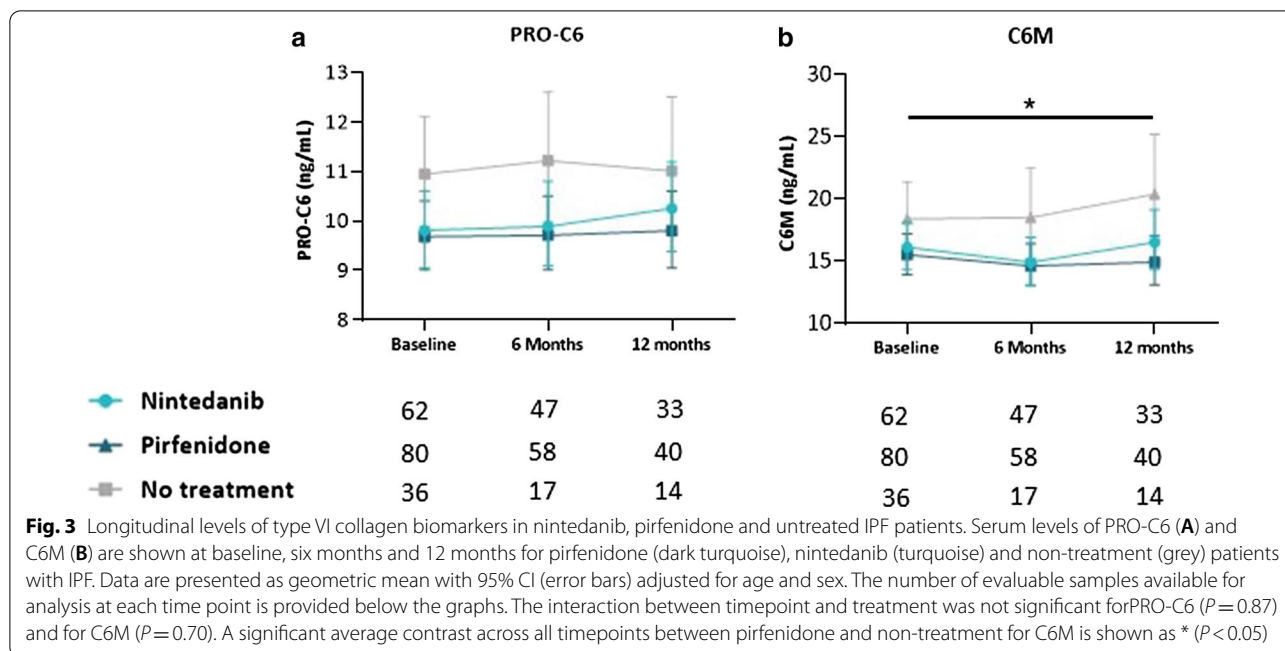 a
PRO-C6
PRO-C6 (ng/mL)
13
12
11
10
9
8
Baseline
6 Months
12 months
b
C6M
C6M (ng/mL)
30
25
20
15
10
*
Baseline
6 Months
12 months
Nintedanib 62 47 33 62 47 33
Pirfenidone 80 58 40 80 58 40
No treatment 36 17 14 36 17 14
Fig. 3 Longitudinal levels of type VI collagen biomarkers in nintedanib, pirfenidone and untreated IPF patients. Serum levels of PRO-C6 (A) and
C6M (B) are shown at baseline, six months and 12 months for pirfenidone (dark turquoise), nintedanib (turquoise) and non-treatment (grey) patients
with IPF. Data are presented as geometric mean with 95% CI (error bars) adjusted for age and sex. The number of evaluable samples available for
analysis at each time point is provided below the graphs. The interaction between timepoint and treatment was not significant forPRO-C6 (P = 0.87)
and for C6M (P = 0.70). A significant average contrast across all timepoints between pirfenidone and non-treatment for C6M is shown as * (P < 0.05)